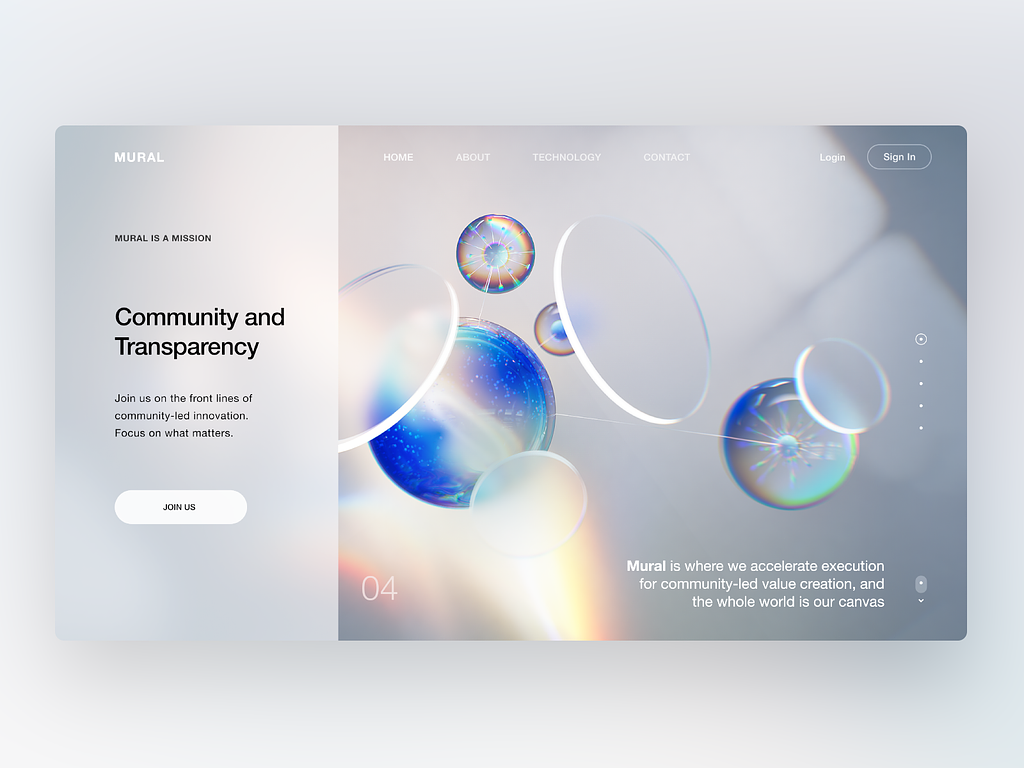 MURAL
HOME
ABOUT
TECHNOLOGY
CONTACT
Login
Sign In
MURAL IS A MISSION
Community and
Transparency
Join us on the front lines of
community-led innovation.
Focus on what matters.
JOIN US
04
Mural is where we accelerate execution
for community-led value creation, and
the whole world is our canvas